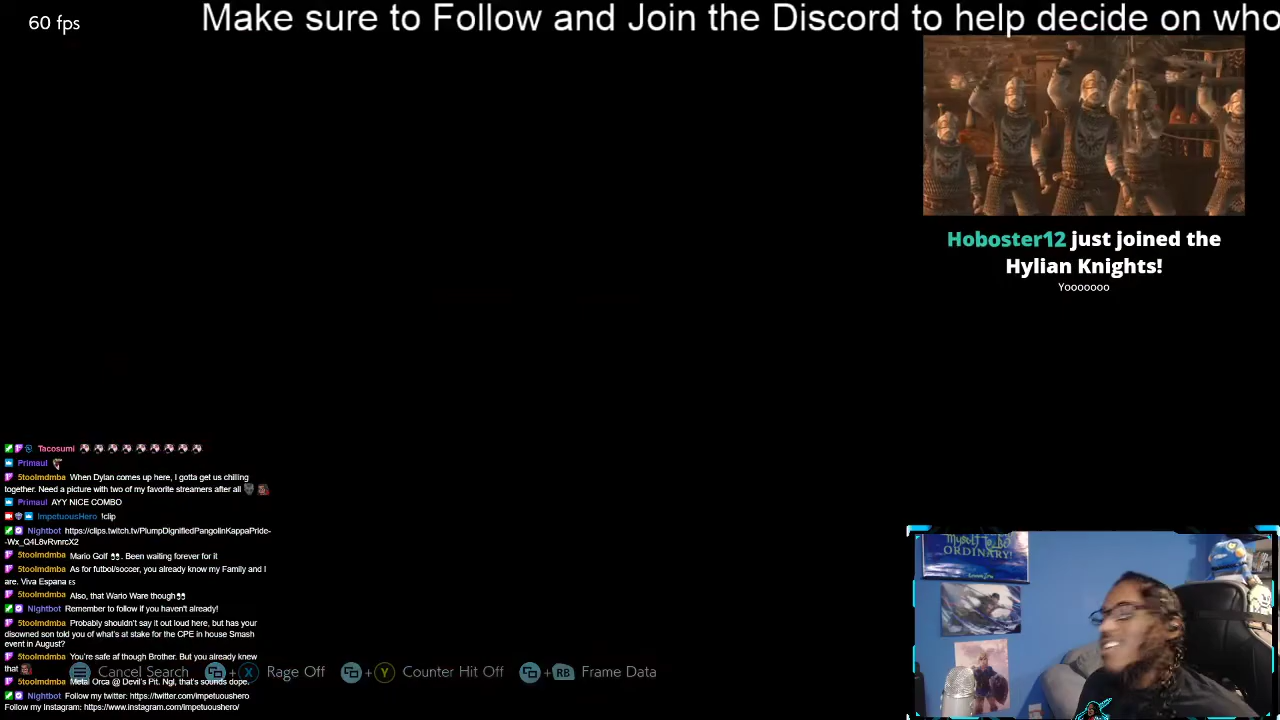 60 fps
Make sure to Follow and Join the Discord to help decide on who
Hoboster12 just joined the
Hylian Knights!
Yooooooo
Tacosumi
Primaul
5toolmdmba When Dylan comes up here, I gotta get us chilling
together. Need a picture with two of my favorite streamers after all
Primaul AYY NICE COMBO
ImpetuousHero !clip
Nightbot https://clips.twitch.tv/PlumpDignifiedPangolinKappaPride-
-Wx_Q4L8vRvnrcX2
5toolmdmba Mario Golf 👀. Been waiting forever for it
5toolmdmba As for futbol/soccer, you already know my Family and I
are. Viva Espana ES
5toolmdmba Also, that Wario Ware though 👀
Nightbot Remember to follow if you haven't already!
5toolmdmba Probably shouldn't say it out loud here, but has your
disowned son told you of what's at stake for the CPE in house Smash
event in August?
5toolmdmba You're safe af though Brother. But you already knew
that
5toolmdmba Metal Orca @ Devil's Pit. Ngl, that's sounds dope.
Nightbot Follow my twitter: https://twitter.com/impetuoushero
Follow my Instagram: https://www.instagram.com/impetuoushero/
Cancel Search
+ X Rage Off
+ Y Counter Hit Off
+ RB Frame Data
Myself to Be
ORDINARY!